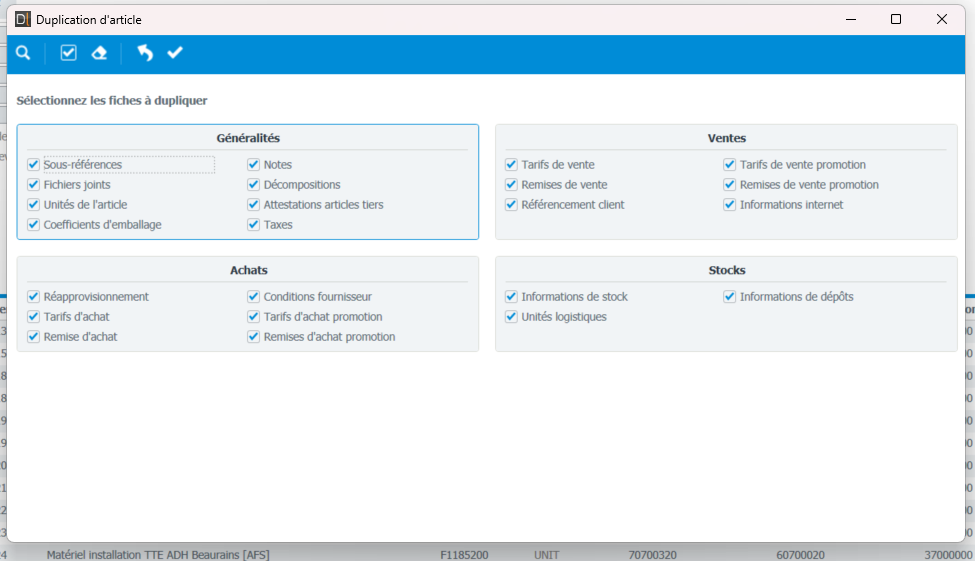 Duplication d'article
Sélectionnez les fiches à dupliquer
Généralités
Sous-références
Notes
Fichiers joints
Décompositions
Unités de l'article
Attestations articles tiers
Coefficients d'emballage
Taxes
Ventes
Tarifs de vente
Tarifs de vente promotion
Remises de vente
Remises de vente promotion
Référencement client
Informations internet
Achats
Réapprovisionnement
Conditions fournisseur
Tarifs d'achat
Tarifs d'achat promotion
Remise d'achat
Remises d'achat promotion
Stocks
Informations de stock
Informations de dépôts
Unités logistiques
24 Matériel installation TTE ADH Beaurains [AFS] F1185200 UNIT 70700320 60700020 37000000